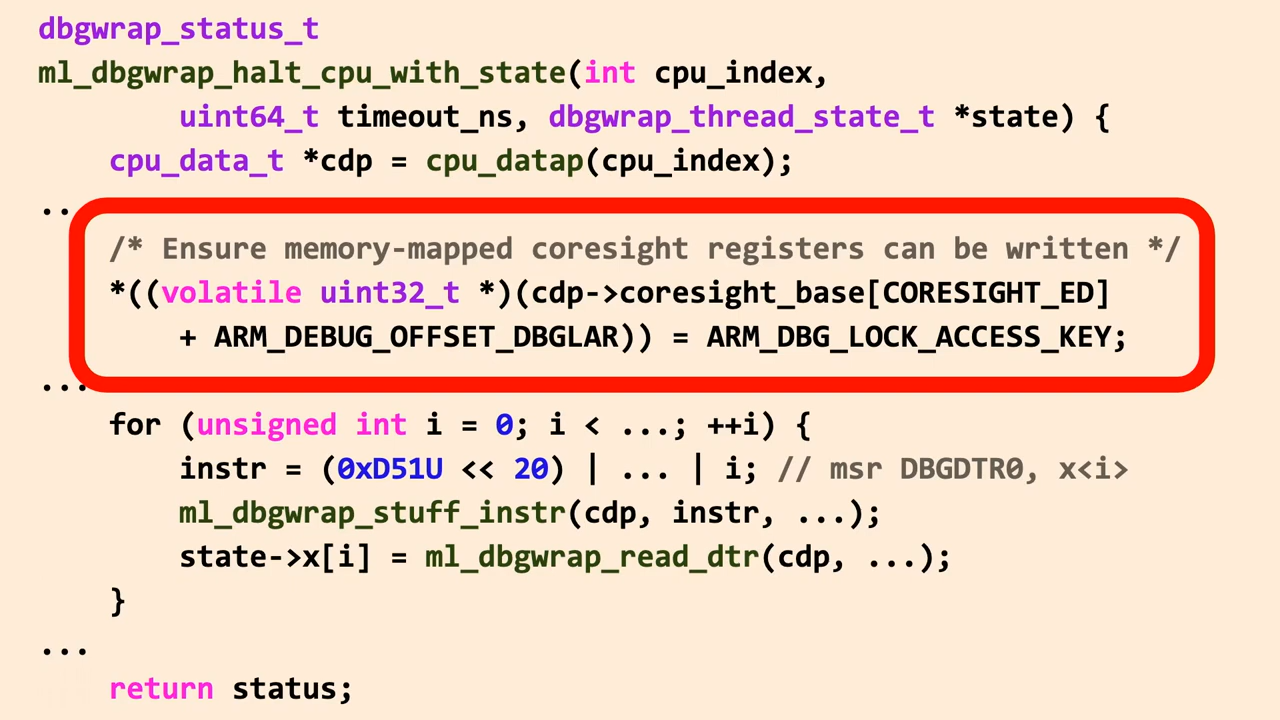 dbgwrap_status_t
ml_dbgwrap_halt_cpu_with_state(int cpu_index,
        uint64_t timeout_ns, dbgwrap_thread_state_t *state) {
    cpu_data_t *cdp = cpu_datap(cpu_index);
...
    /* Ensure memory-mapped coresight registers can be written */
    *((volatile uint32_t *)(cdp->coresight_base[CORESIGHT_ED]
        + ARM_DEBUG_OFFSET_DBGLAR)) = ARM_DBG_LOCK_ACCESS_KEY;
...
    for (unsigned int i = 0; i < ...; ++i) {
        instr = (0xD51U << 20) | ... | i; // msr DBGDTR0, x<i>
        ml_dbgwrap_stuff_instr(cdp, instr, ...);
        state->x[i] = ml_dbgwrap_read_dtr(cdp, ...);
    }
...
    return status;